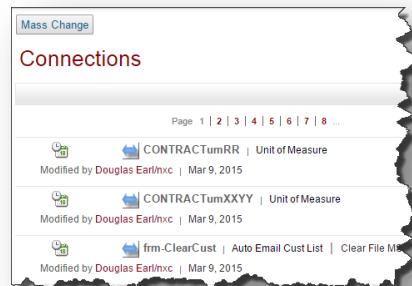 Mass Change
Connections
Page 1 | 2 | 3 | 4 | 5 | 6 | 7 | 8 ...
CONTRACTumRR | Unit of Measure
Modified by Douglas Earl/nxc | Mar 9, 2015
CONTRACTumXXYY | Unit of Measure
Modified by Douglas Earl/nxc | Mar 9, 2015
frm-ClearCust | Auto Email Cust List | Clear File
Modified by Douglas Earl/nxc | Mar 9, 2015